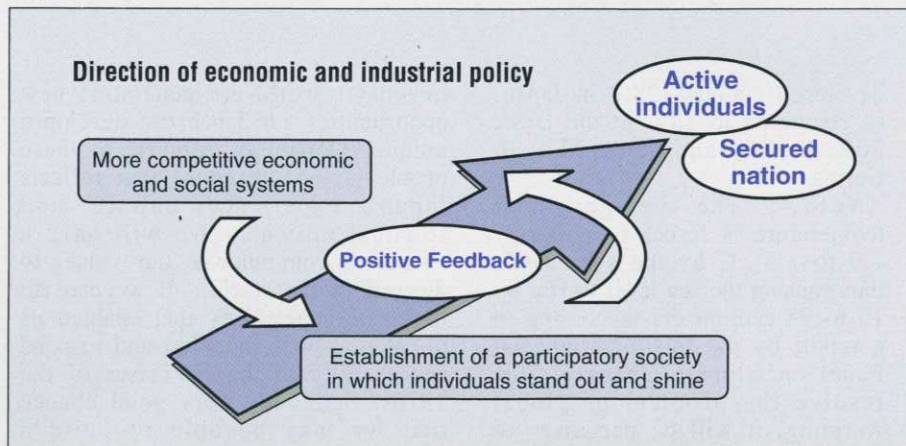 Direction of economic and industrial policy
Active
individuals
Secured
nation
More competitive economic
and social systems
Positive Feedback
Establishment of a participatory society
in which individuals stand out and shine